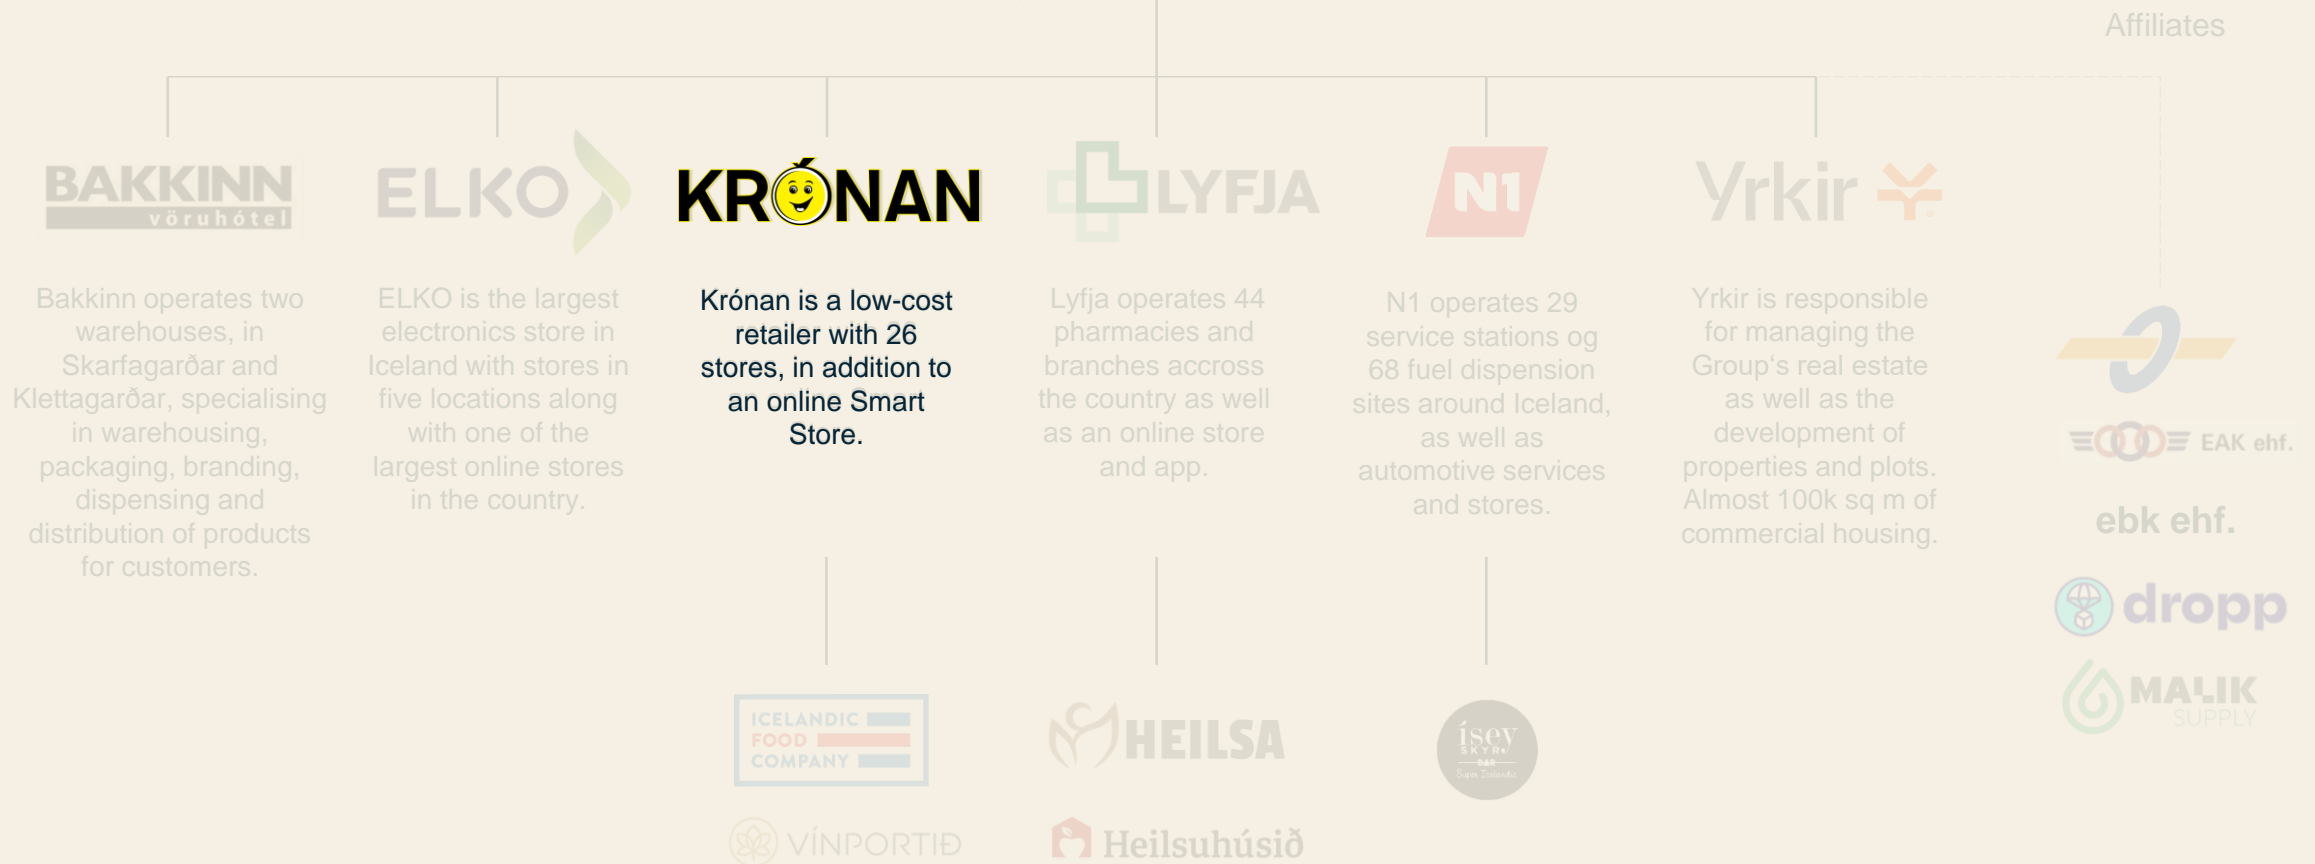 Affiliates
BAKKINN
vöruhótel
ELKO
KRÓNAN
LYFJA
N1
Yrkir
Bakkinn operates two
warehouses, in
Skarfagarðar and
Klettagarðar, specialising
in warehousing,
packaging, branding,
dispensing and
distribution of products
for customers.
ELKO is the largest
electronics store in
Iceland with stores in
five locations along
with one of the
largest online stores
in the country.
Krónan is a low-cost
retailer with 26
stores, in addition to
an online Smart
Store.
Lyfja operates 44
pharmacies and
branches accross
the country as well
as an online store
and app.
N1 operates 29
service stations og
68 fuel dispension
sites around Iceland,
as well as
automotive services
and stores.
Yrkir is responsible
for managing the
Group‘s real estate
as well as the
development of
properties and plots.
Almost 100k sq m of
commercial housing.
EAK ehf.
ebk ehf.
dropp
MALIK
SUPPLY
ICELANDIC
FOOD
COMPANY
VÍNPORTIÐ
HEILSA
Heilsuhúsið
ísey
SKYR
BAR